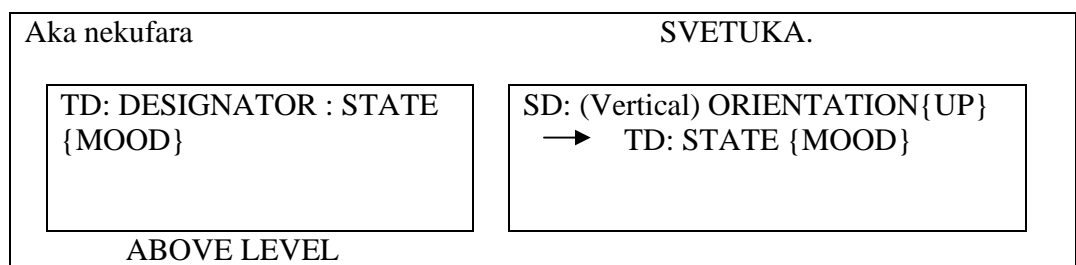 Aka nekufara SVETUKA.
TD: DESIGNATOR : STATE
{MOOD}
SD: (Vertical) ORIENTATION{UP}
→ TD: STATE {MOOD}
ABOVE LEVEL